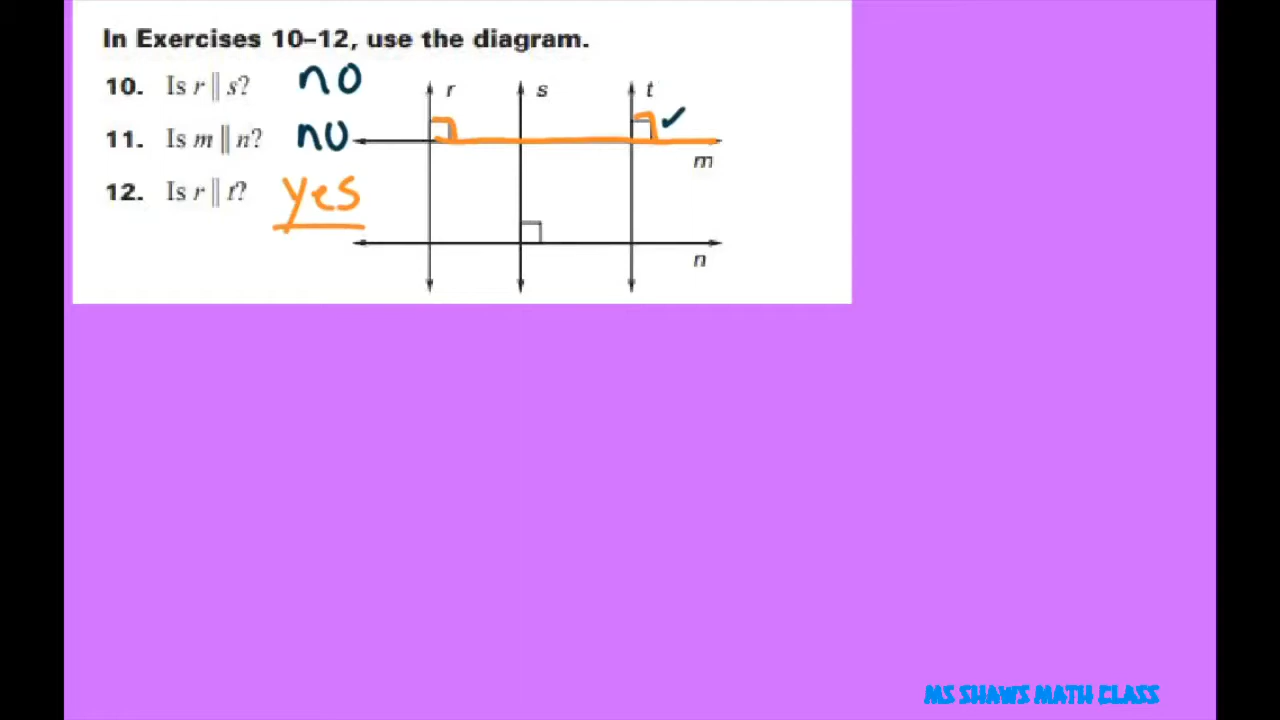 In Exercises 10–12, use the diagram.
10. Is r || s? no
11. Is m || n? no
12. Is r || t? yes
r s t
m
n
MS SHAWS MATH CLASS